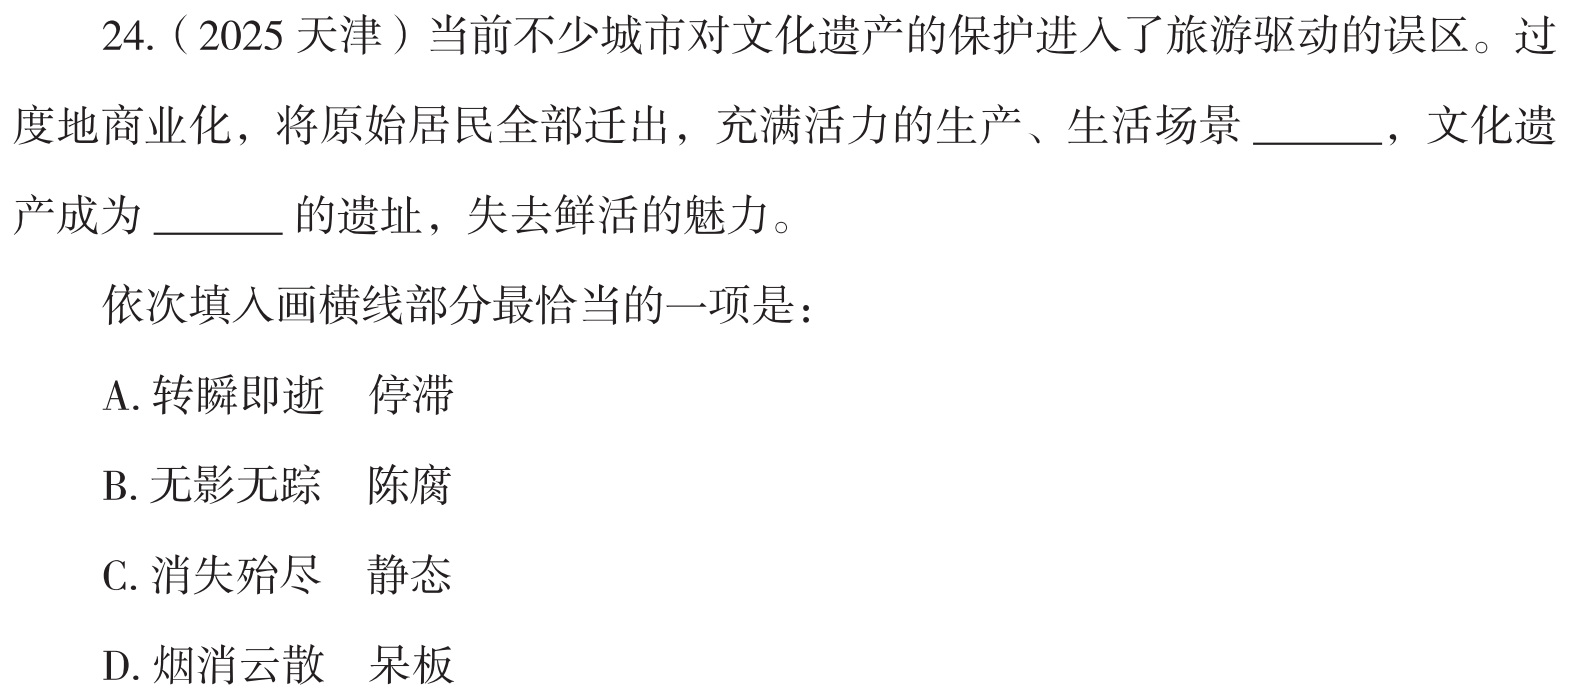 24.（2025 天津）当前不少城市对文化遗产的保护进入了旅游驱动的误区。过
度地商业化，将原始居民全部迁出，充满活力的生产、生活场景 ______，文化遗
产成为 ______ 的遗址，失去鲜活的魅力。
依次填入画横线部分最恰当的一项是：
A. 转瞬即逝　停滞
B. 无影无踪　陈腐
C. 消失殆尽　静态
D. 烟消云散　呆板